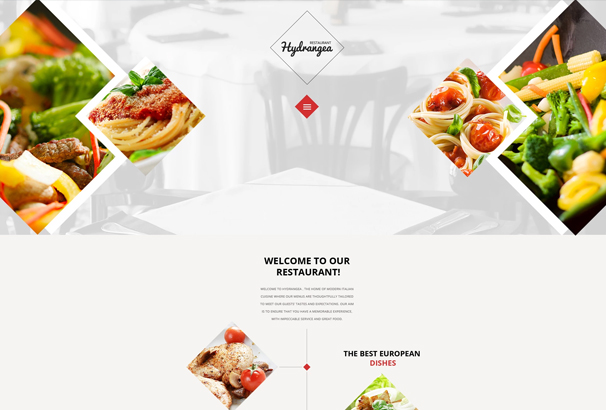 RESTAURANT
Hydrangea
WELCOME TO OUR
RESTAURANT!
WELCOME TO HYDRANGEA , THE HOME OF MODERN ITALIAN
CUISINE WHERE OUR MENUS ARE THOUGHTFULLY TAILORED
TO MEET OUR GUESTS' TASTES AND EXPECTATIONS. OUR AIM
IS TO ENSURE THAT YOU HAVE A MEMORABLE EXPERIENCE,
WITH IMPECCABLE SERVICE AND GREAT FOOD.
THE BEST EUROPEAN
DISHES